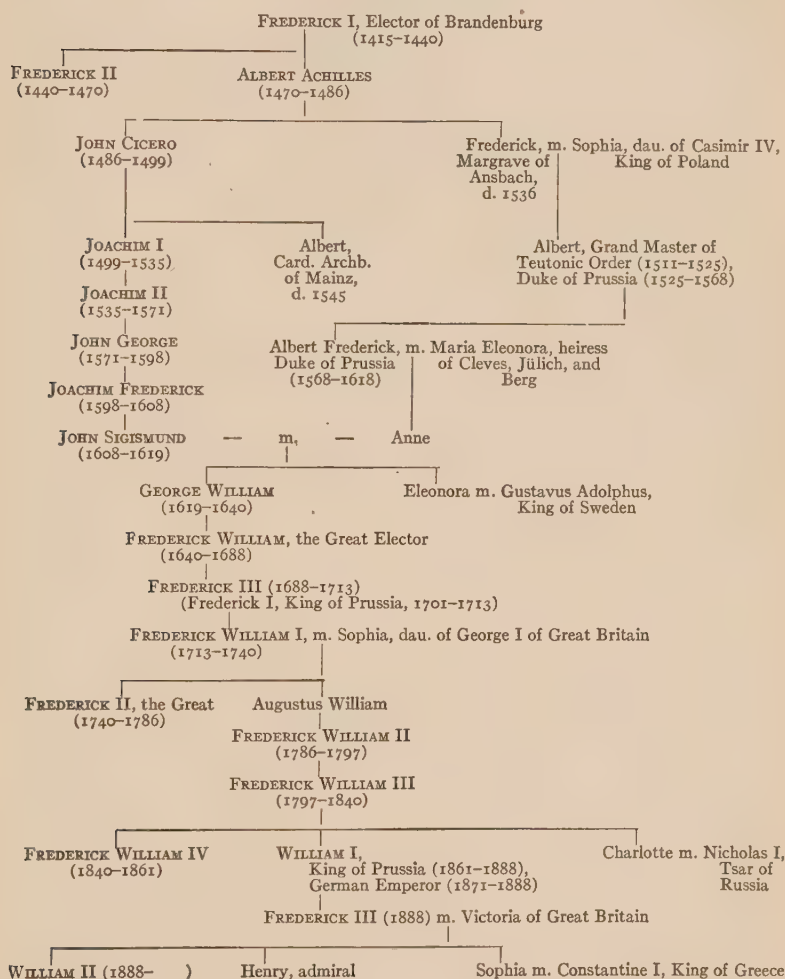 FREDERICK I, Elector of Brandenburg
(1415–1440)
FREDERICK II
(1440–1470)
ALBERT ACHILLES
(1470–1486)
JOHN CICERO
(1486–1499)
Frederick, m. Sophia, dau. of Casimir IV,
Margrave of King of Poland
Ansbach,
d. 1536
JOACHIM I
(1499–1535)
Albert,
Card. Archb.
of Mainz,
d. 1545
Albert, Grand Master of
Teutonic Order (1511–1525),
Duke of Prussia (1525–1568)
JOACHIM II
(1535–1571)
JOHN GEORGE
(1571–1598)
Albert Frederick, m. Maria Eleonora, heiress
Duke of Prussia of Cleves, Jülich, and
(1568–1618) Berg
JOACHIM FREDERICK
(1598–1608)
JOHN SIGISMUND — m, — Anne
(1608–1619)
GEORGE WILLIAM
(1619–1640)
Eleonora m. Gustavus Adolphus,
King of Sweden
FREDERICK WILLIAM, the Great Elector
(1640–1688)
FREDERICK III (1688–1713)
(Frederick I, King of Prussia, 1701–1713)
FREDERICK WILLIAM I, m. Sophia, dau. of George I of Great Britain
(1713–1740)
FREDERICK II, the Great
(1740–1786)
Augustus William
FREDERICK WILLIAM II
(1786–1797)
FREDERICK WILLIAM III
(1797–1840)
FREDERICK WILLIAM IV
(1840–1861)
WILLIAM I,
King of Prussia (1861–1888),
German Emperor (1871–1888)
Charlotte m. Nicholas I,
Tsar of
Russia
FREDERICK III (1888) m. Victoria of Great Britain
WILLIAM II (1888– )
Henry, admiral
Sophia m. Constantine I, King of Greece